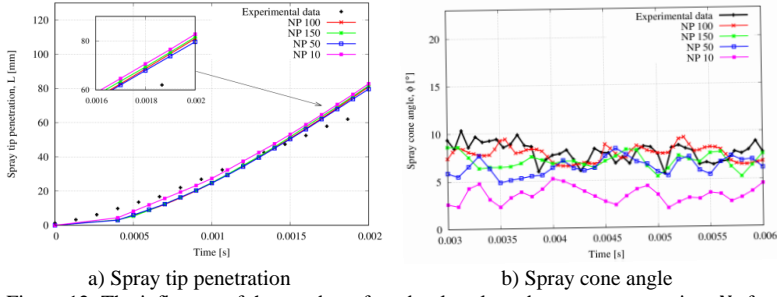 Experimental data
NP 100
NP 150
NP 50
NP 10
Spray tip penetration, L [mm]
120
100
80
60
40
20
0
80
60
0.0016
0.0018
0.002
0
0.0005
0.001
0.0015
0.002
Time [s]
a) Spray tip penetration
Experimental data
NP 100
NP 150
NP 50
NP 10
Spray cone angle, ϕ [°]
20
15
10
5
0
0.003
0.0035
0.004
0.0045
0.005
0.0055
0.006
Time [s]
b) Spray cone angle